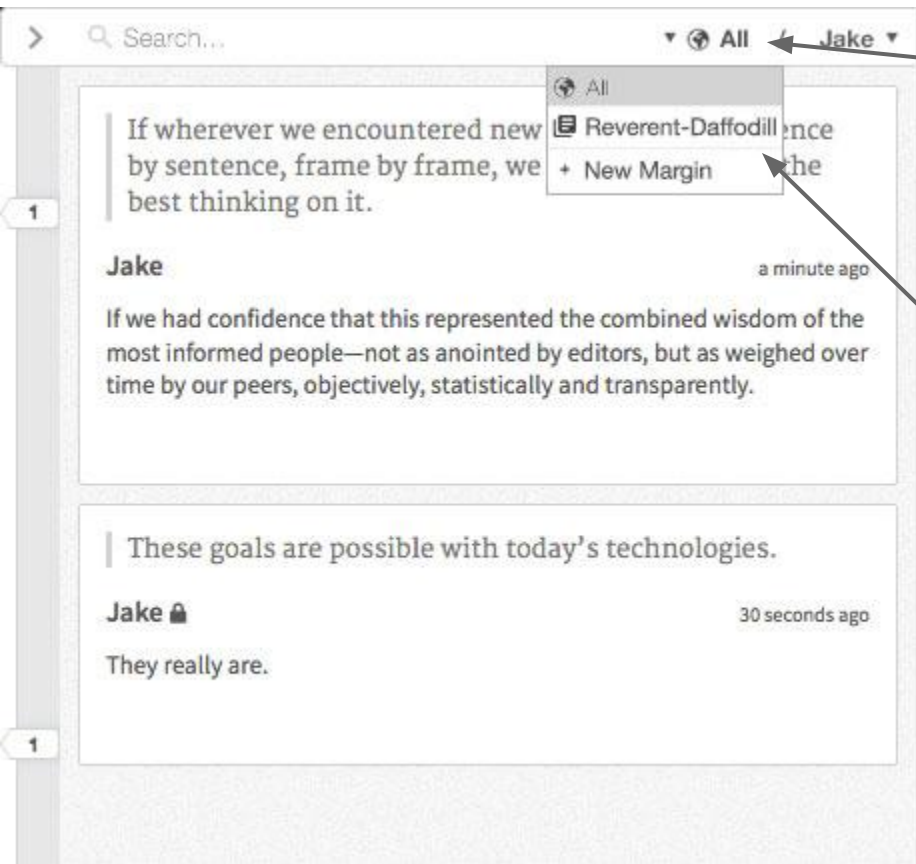 > Search... ▾ All / Jake ▾
All
Reverent-Daffodill
+ New Margin
If wherever we encountered new ence
by sentence, frame by frame, we he
best thinking on it.
1
Jake a minute ago
If we had confidence that this represented the combined wisdom of the
most informed people—not as anointed by editors, but as weighed over
time by our peers, objectively, statistically and transparently.
These goals are possible with today's technologies.
Jake 30 seconds ago
They really are.
1